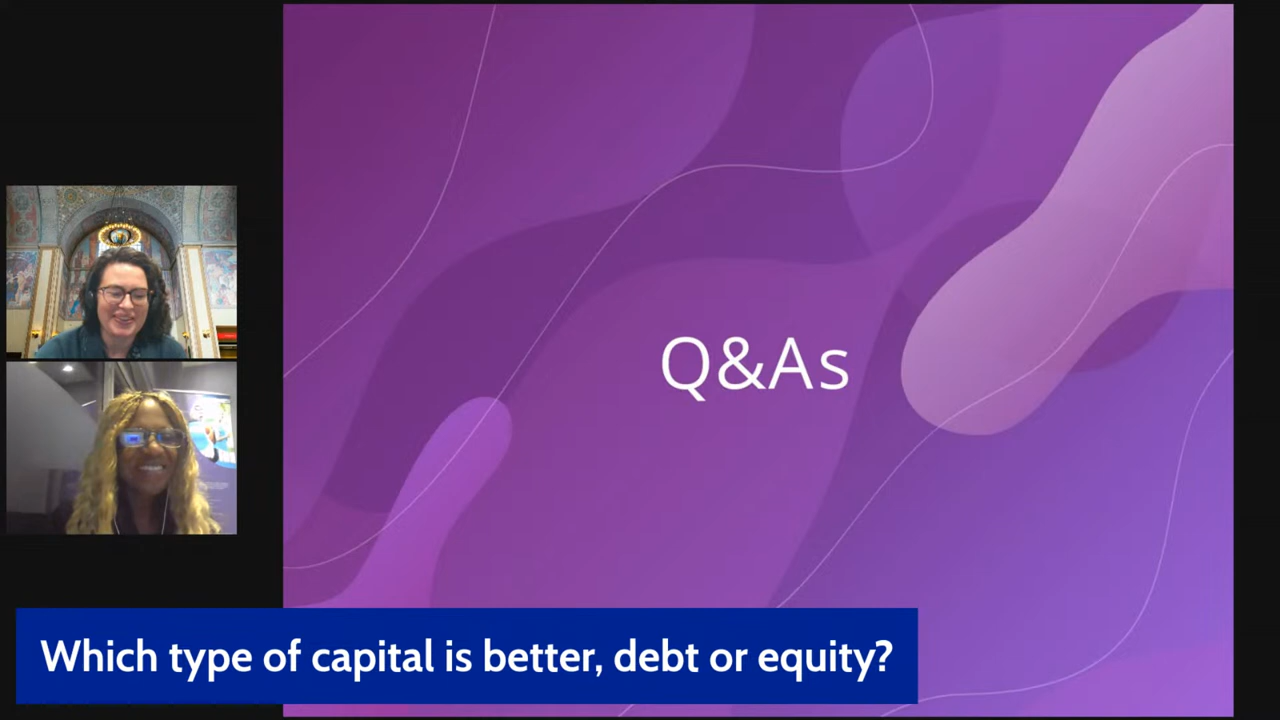 Q&As
Which type of capital is better, debt or equity?